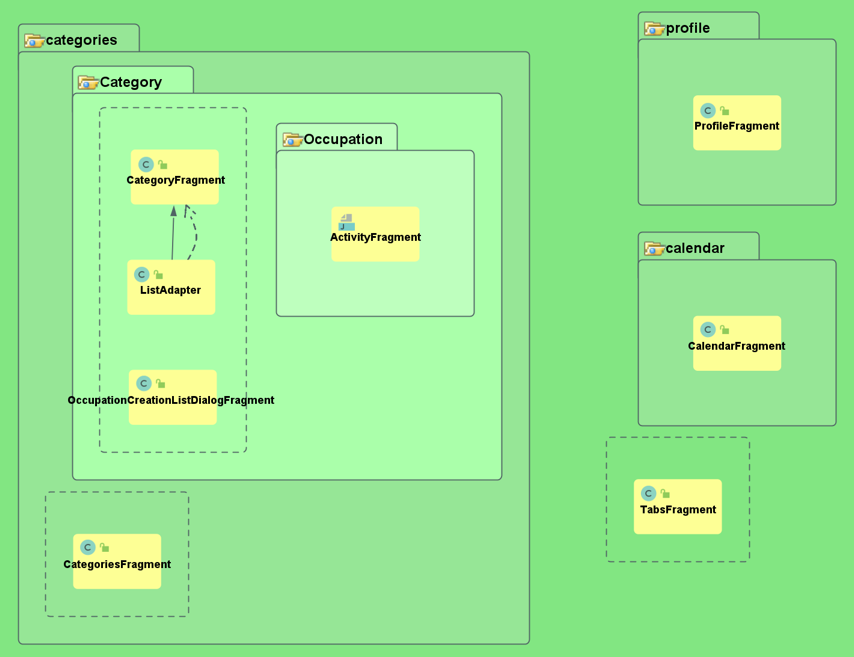 categories
Category
C
CategoryFragment
C
ListAdapter
C
OccupationCreationListDialogFragment
Occupation
J
ActivityFragment
C
CategoriesFragment
profile
C
ProfileFragment
calendar
C
CalendarFragment
C
TabsFragment